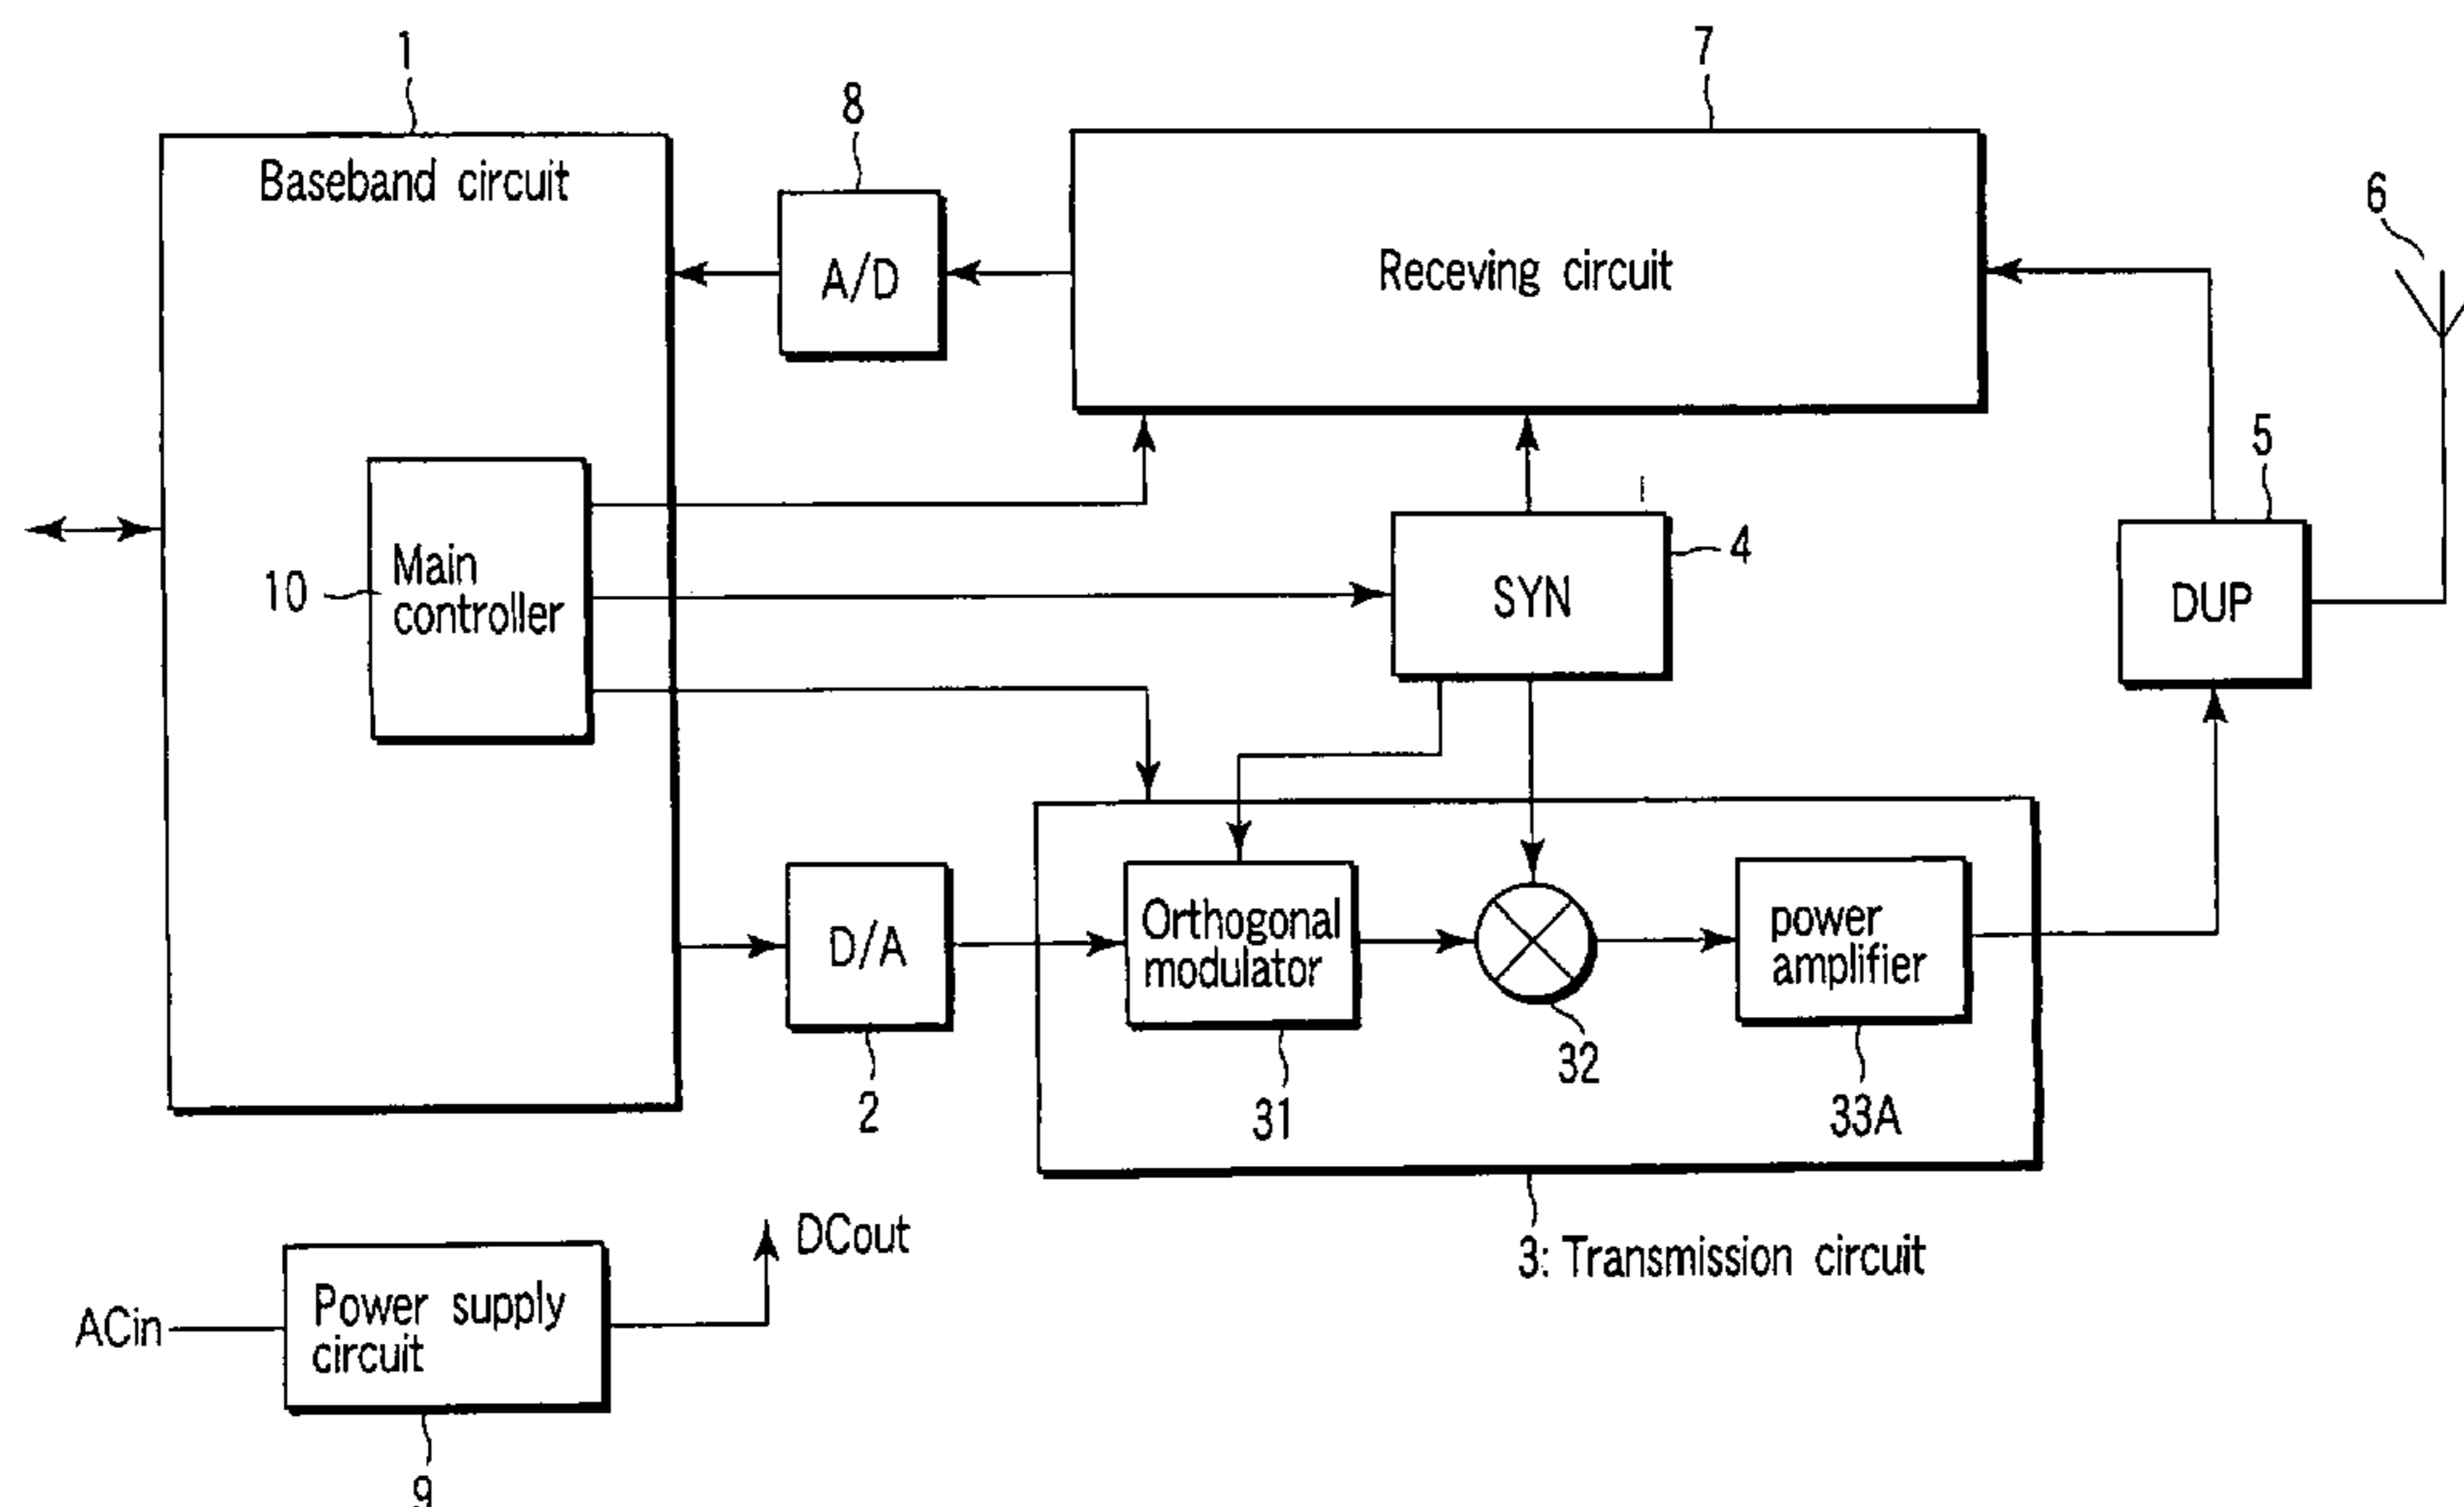 1
7
8
Baseband circuit
6
A/D
Receving circuit
5
4
10
Main
controller
SYN
DUP
D/A
Orthogonal
modulator
power
amplifier
32
2
31
33A
DCout
3: Transmission circuit
ACin
Power supply
circuit
9